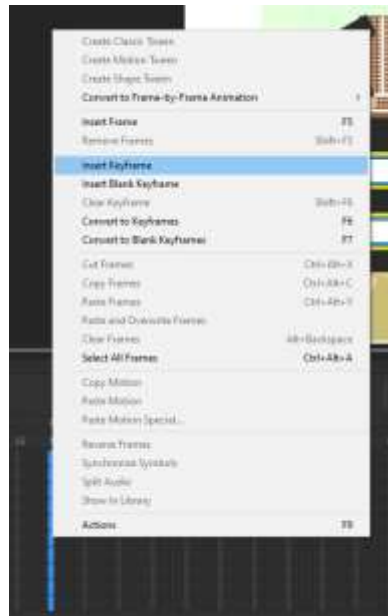 Create Classic Tween
Create Motion Tween
Create Shape Tween
Convert to Frame-by-Frame Animation
Insert Frame F5
Remove Frames Shift+F5
Insert Keyframe
Insert Blank Keyframe
Clear Keyframe Shift+F6
Convert to Keyframes F6
Convert to Blank Keyframes F7
Cut Frames Ctrl+Alt+X
Copy Frames Ctrl+Alt+C
Paste Frames Ctrl+Alt+V
Paste and Overwrite Frames
Clear Frames Alt+Backspace
Select All Frames Ctrl+Alt+A
Copy Motion
Paste Motion
Paste Motion Special...
Reverse Frames
Synchronize Symbols
Split Audio
Show In Library
Actions F9